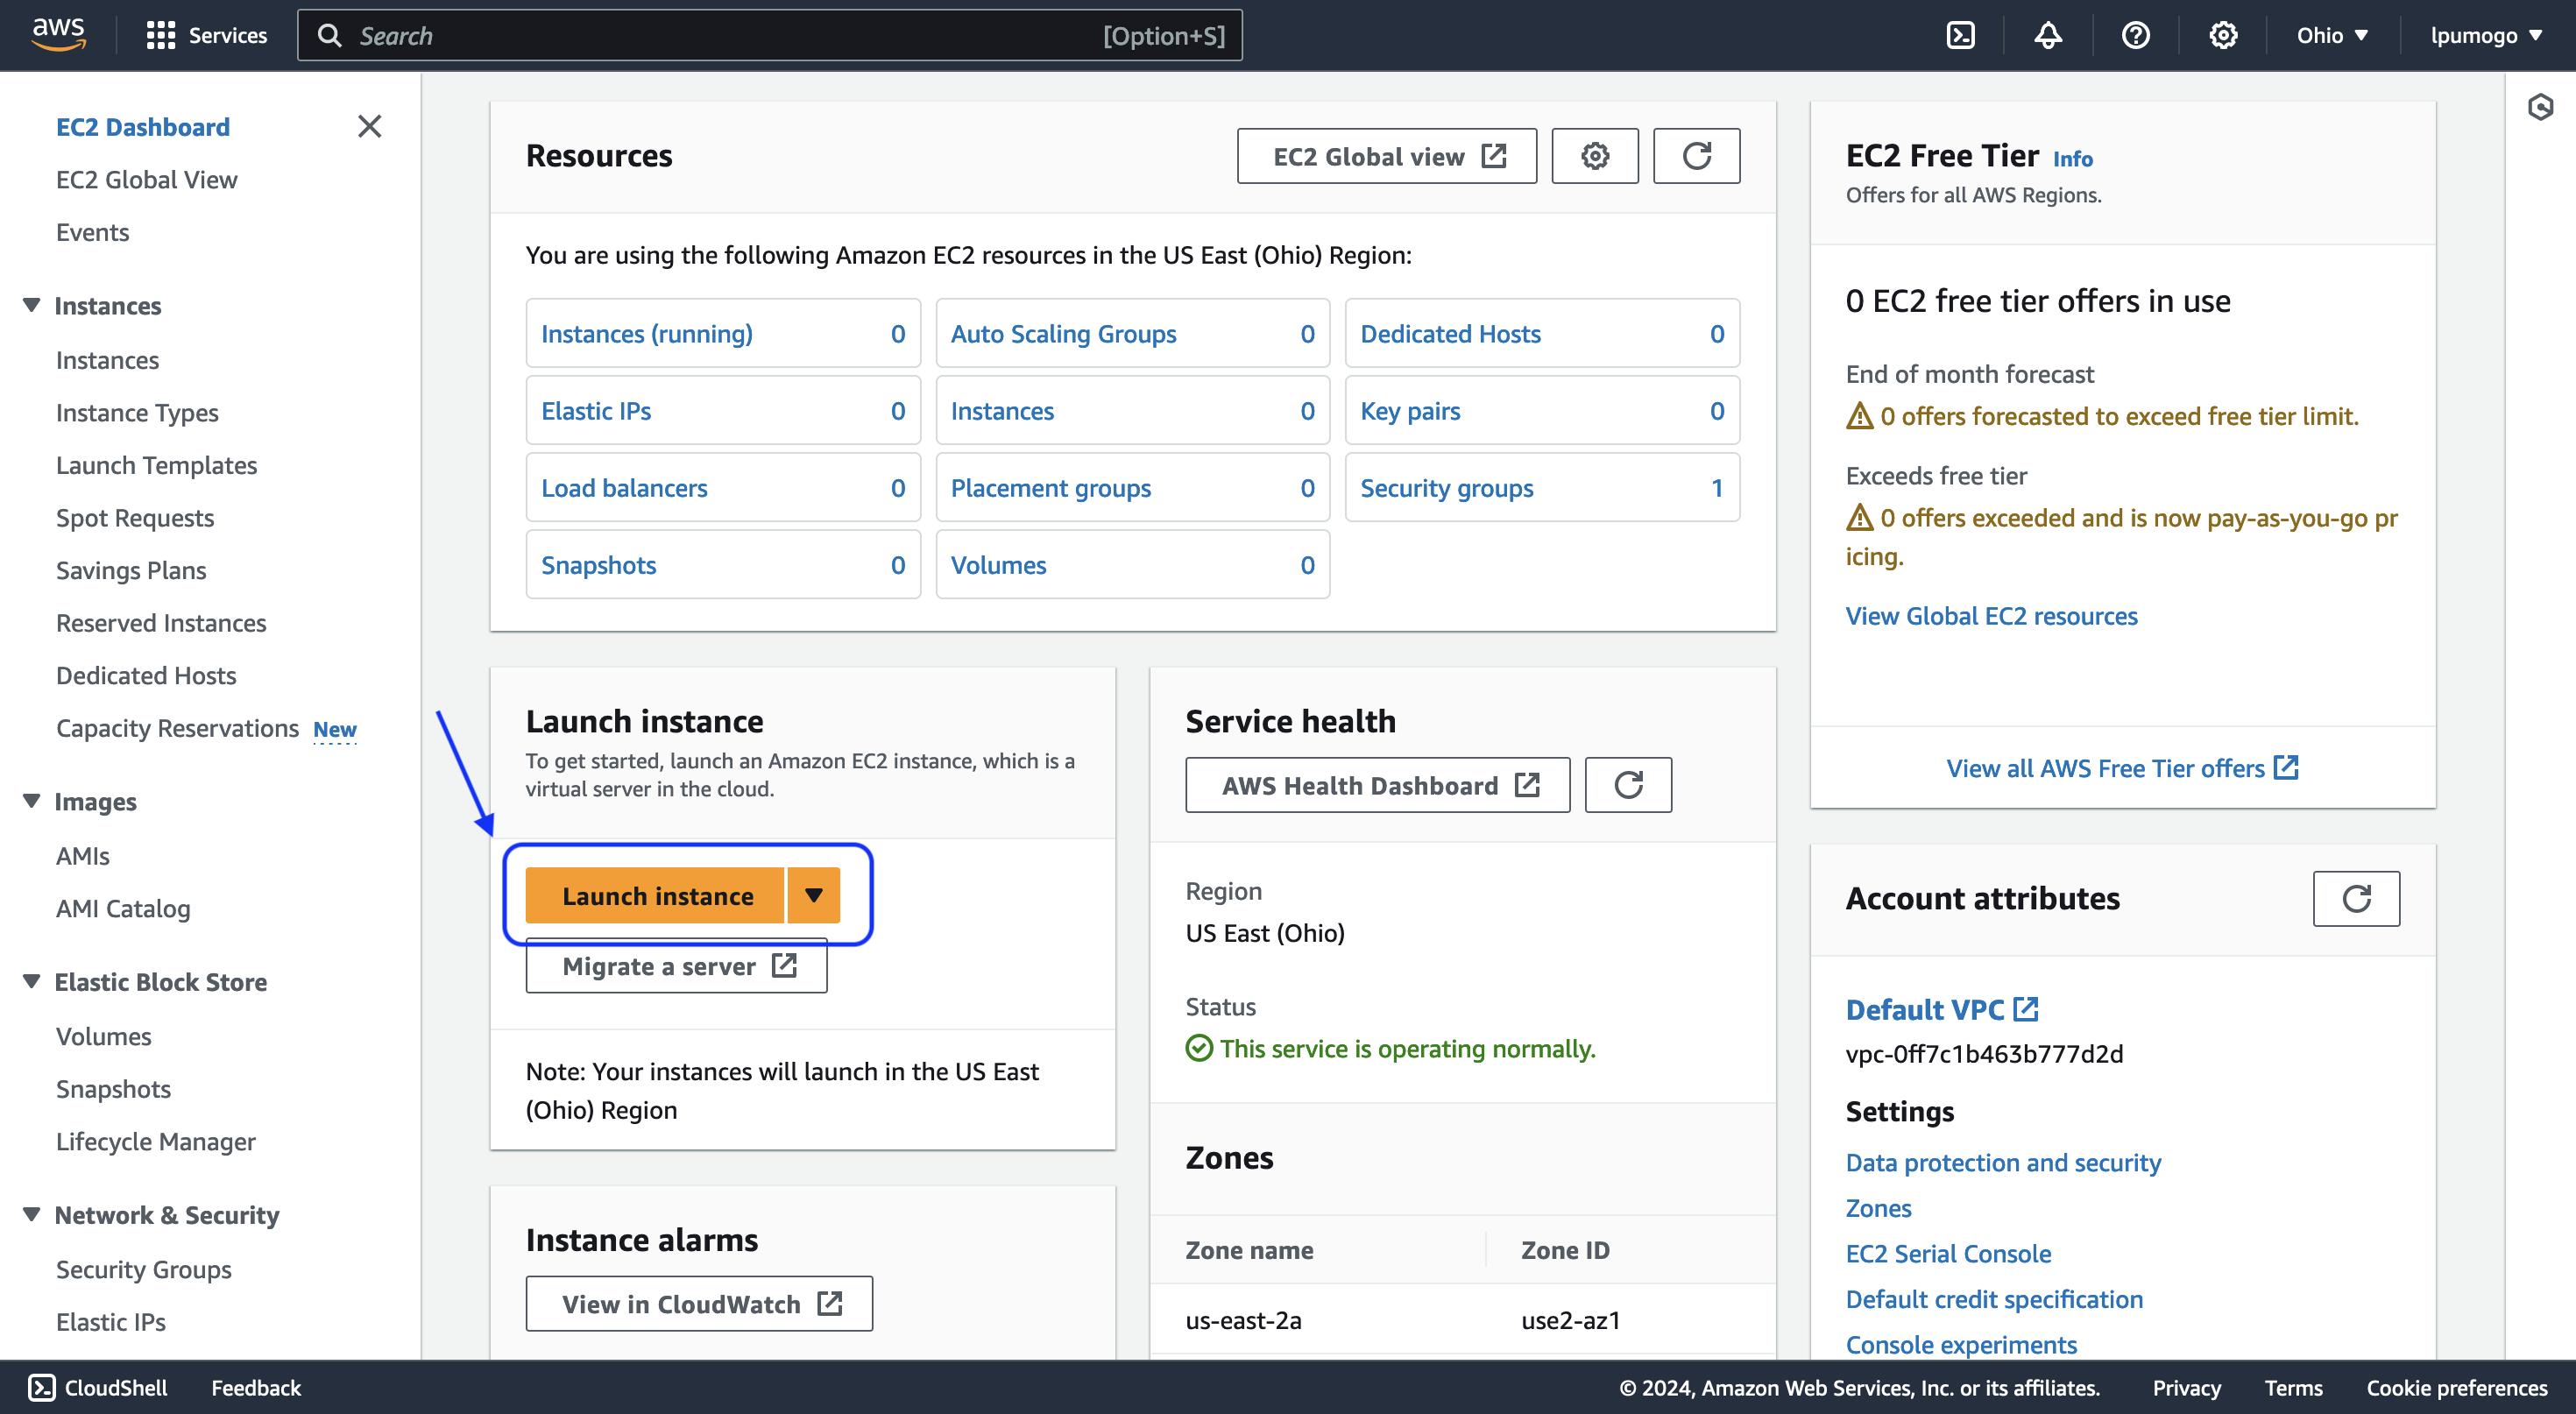 aws
Services
Search [Option+S]
Ohio
lpumogo
EC2 Dashboard
EC2 Global View
Events
Instances
Instances
Instance Types
Launch Templates
Spot Requests
Savings Plans
Reserved Instances
Dedicated Hosts
Capacity Reservations New
Images
AMIs
AMI Catalog
Elastic Block Store
Volumes
Snapshots
Lifecycle Manager
Network & Security
Security Groups
Elastic IPs
Resources
EC2 Global view
You are using the following Amazon EC2 resources in the US East (Ohio) Region:
Instances (running) 0
Auto Scaling Groups 0
Dedicated Hosts 0
Elastic IPs 0
Instances 0
Key pairs 0
Load balancers 0
Placement groups 0
Security groups 1
Snapshots 0
Volumes 0
Launch instance
To get started, launch an Amazon EC2 instance, which is a
virtual server in the cloud.
Launch instance
Migrate a server
Note: Your instances will launch in the US East
(Ohio) Region
Instance alarms
View in CloudWatch
Service health
AWS Health Dashboard
Region
US East (Ohio)
Status
This service is operating normally.
Zones
Zone name Zone ID
us-east-2a use2-az1
EC2 Free Tier Info
Offers for all AWS Regions.
0 EC2 free tier offers in use
End of month forecast
0 offers forecasted to exceed free tier limit.
Exceeds free tier
0 offers exceeded and is now pay-as-you-go pr
icing.
View Global EC2 resources
View all AWS Free Tier offers
Account attributes
Default VPC
vpc-0ff7c1b463b777d2d
Settings
Data protection and security
Zones
EC2 Serial Console
Default credit specification
Console experiments
CloudShell
Feedback
© 2024, Amazon Web Services, Inc. or its affiliates.
Privacy
Terms
Cookie preferences